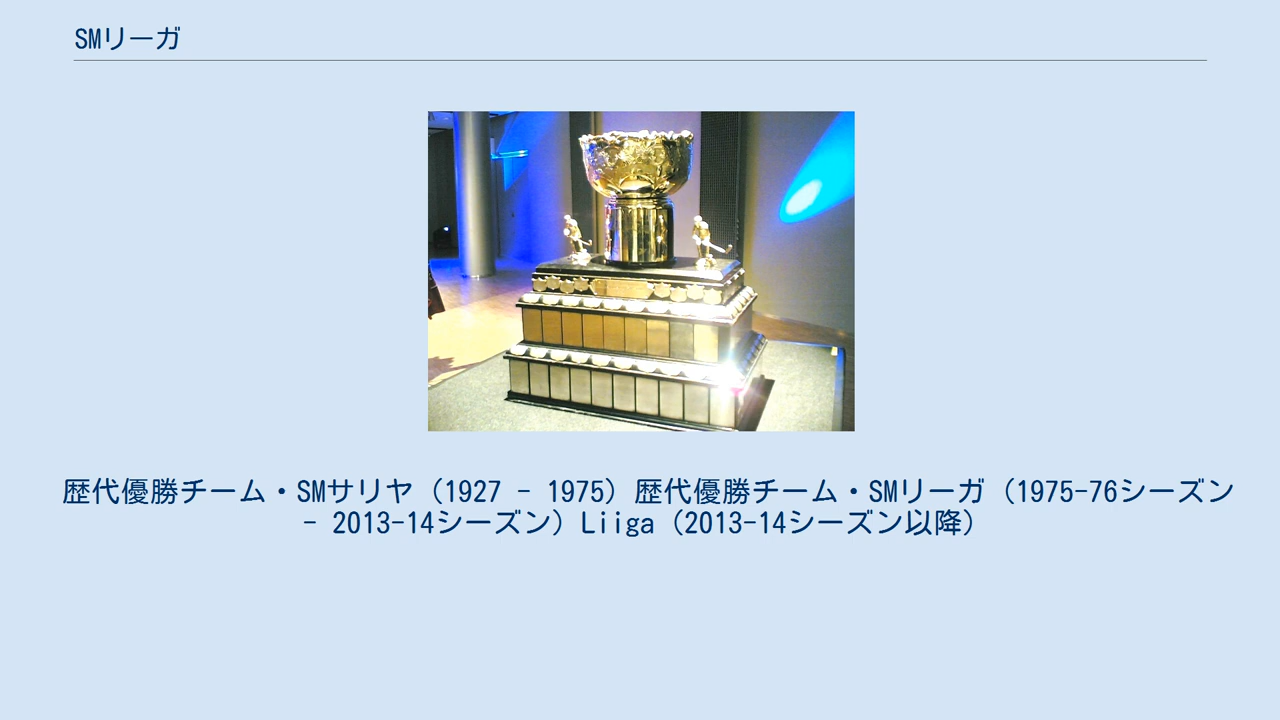 SMリーガ
歴代優勝チーム・SMサリヤ（1927 - 1975）歴代優勝チーム・SMリーガ（1975-76シーズン
- 2013-14シーズン）Liiga（2013-14シーズン以降）